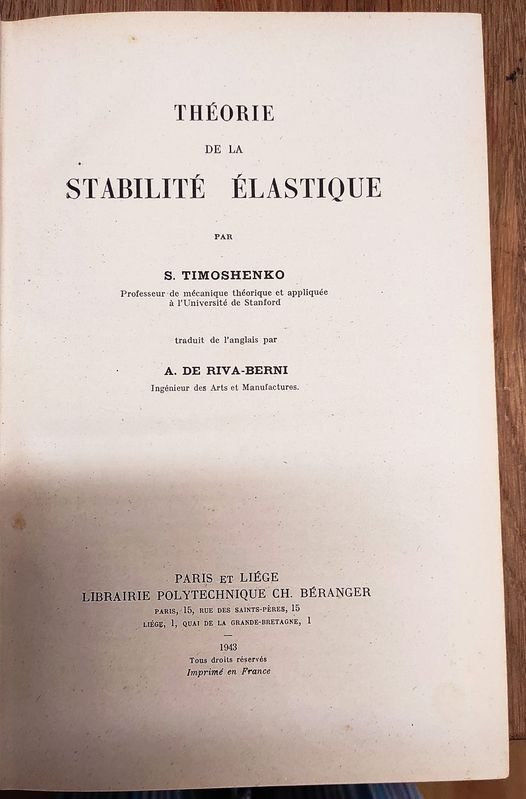 THÉORIE
DE LA
STABILITÉ ÉLASTIQUE
PAR
S. TIMOSHENKO
Professeur de mécanique théorique et appliquée
à l'Université de Stanford
traduit de l'anglais par
A. DE RIVA-BERNI
Ingénieur des Arts et Manufactures.
PARIS ET LIÉGE
LIBRAIRIE POLYTECHNIQUE CH. BÉRANGER
PARIS, 15, RUE DES SAINTS-PÈRES, 15
LIÉGE, 1, QUAI DE LA GRANDE-BRETAGNE, 1
—
1943
Tous droits réservés
Imprimé en France